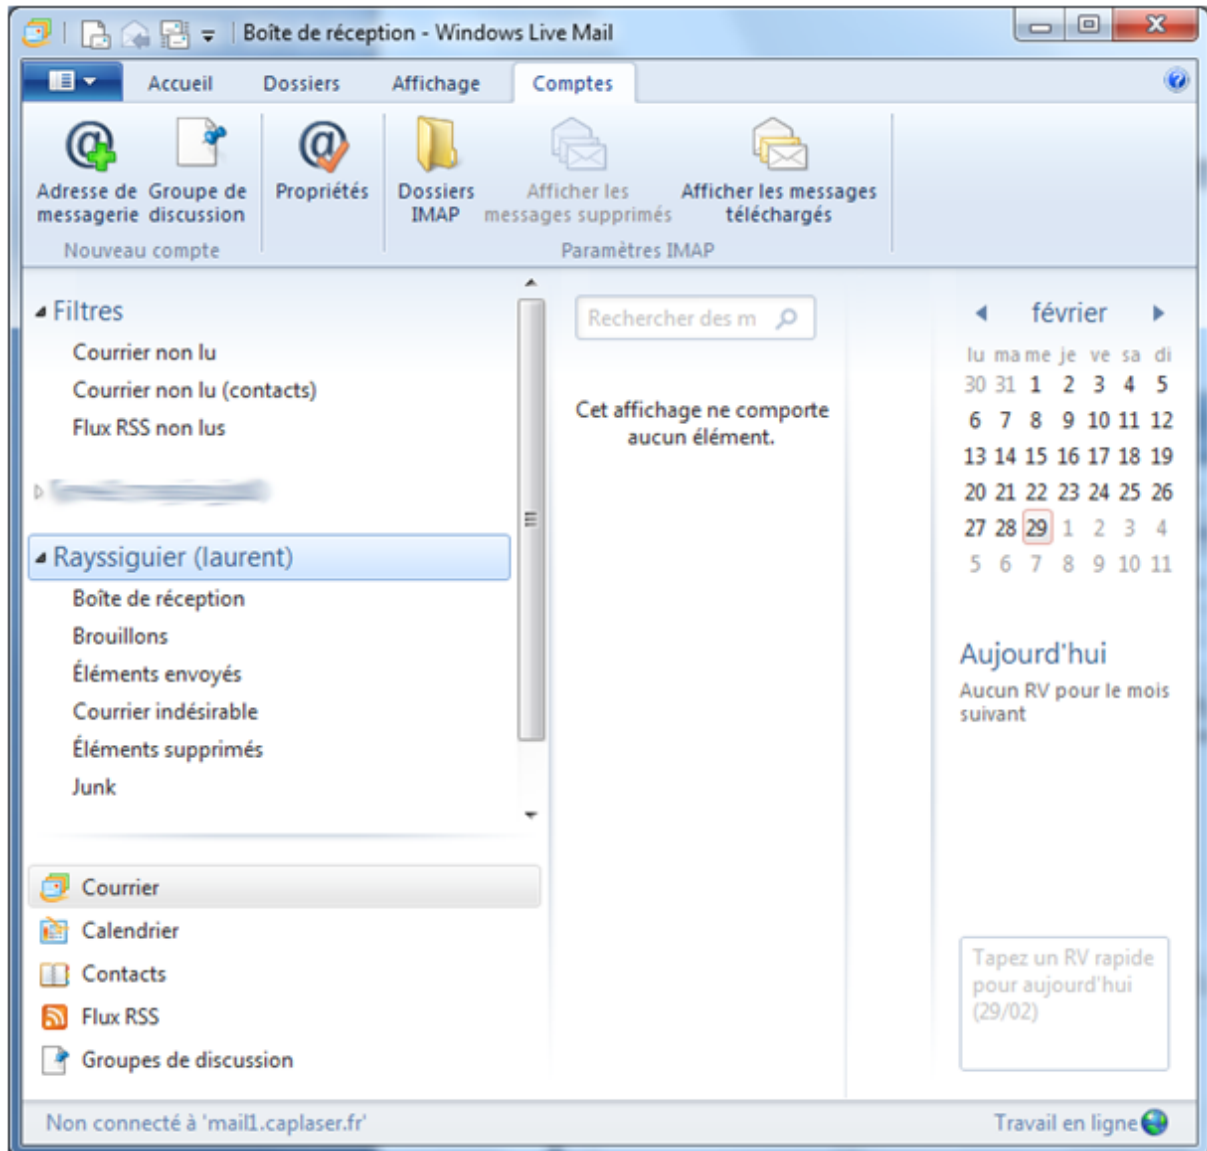 Boîte de réception - Windows Live Mail
Accueil Dossiers Affichage Comptes
Adresse de messagerie
Groupe de discussion
Propriétés
Dossiers IMAP
Afficher les messages supprimés
Afficher les messages téléchargés
Nouveau compte
Paramètres IMAP
Filtres
Courrier non lu
Courrier non lu (contacts)
Flux RSS non lus
Rayssiguier (laurent)
Boîte de réception
Brouillons
Éléments envoyés
Courrier indésirable
Éléments supprimés
Junk
Courrier
Calendrier
Contacts
Flux RSS
Groupes de discussion
Rechercher des m
Cet affichage ne comporte
aucun élément.
février
lu ma me je ve sa di
30 31 1 2 3 4 5
6 7 8 9 10 11 12
13 14 15 16 17 18 19
20 21 22 23 24 25 26
27 28 29 1 2 3 4
5 6 7 8 9 10 11
Aujourd'hui
Aucun RV pour le mois
suivant
Tapez un RV rapide
pour aujourd'hui
(29/02)
Non connecté à 'mail1.caplaser.fr'
Travail en ligne